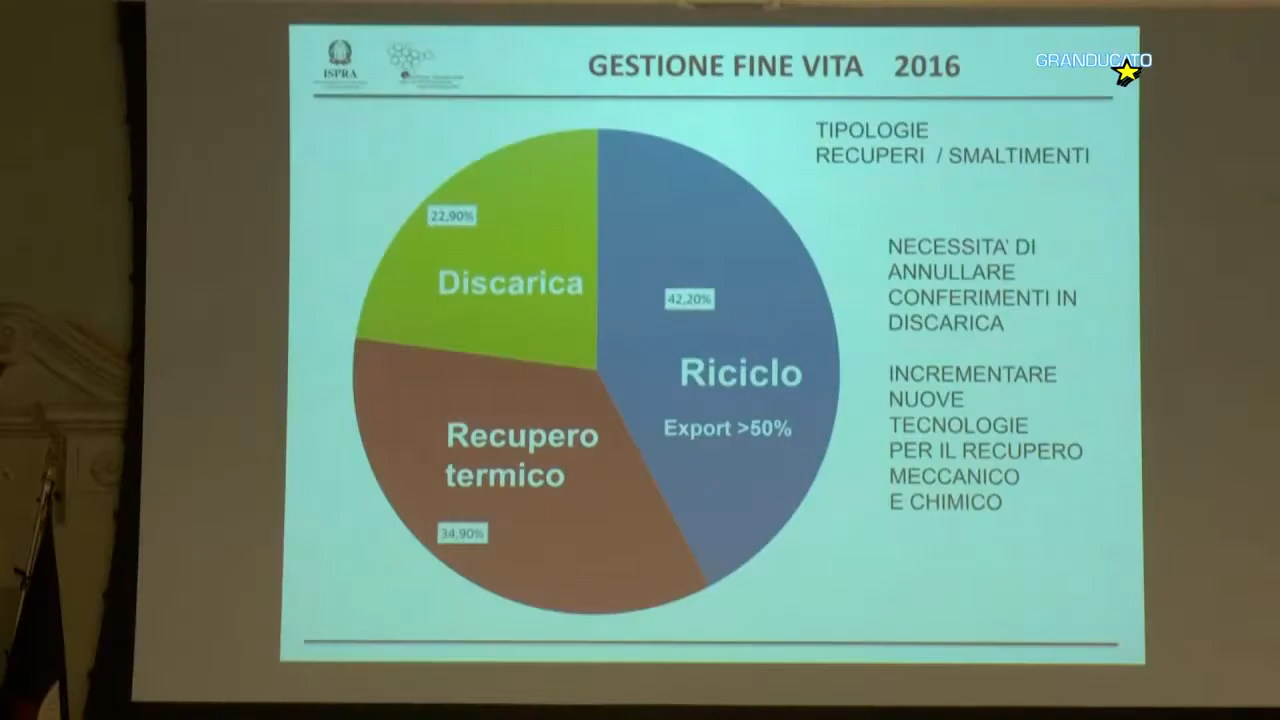 ISPRA
GESTIONE FINE VITA 2016
GRANDUCATO
TIPOLOGIE
RECUPERI / SMALTIMENTI
22,90%
Discarica
42,20%
Riciclo
Export >50%
Recupero
termico
34,90%
NECESSITA' DI
ANNULLARE
CONFERIMENTI IN
DISCARICA
INCREMENTARE
NUOVE
TECNOLOGIE
PER IL RECUPERO
MECCANICO
E CHIMICO